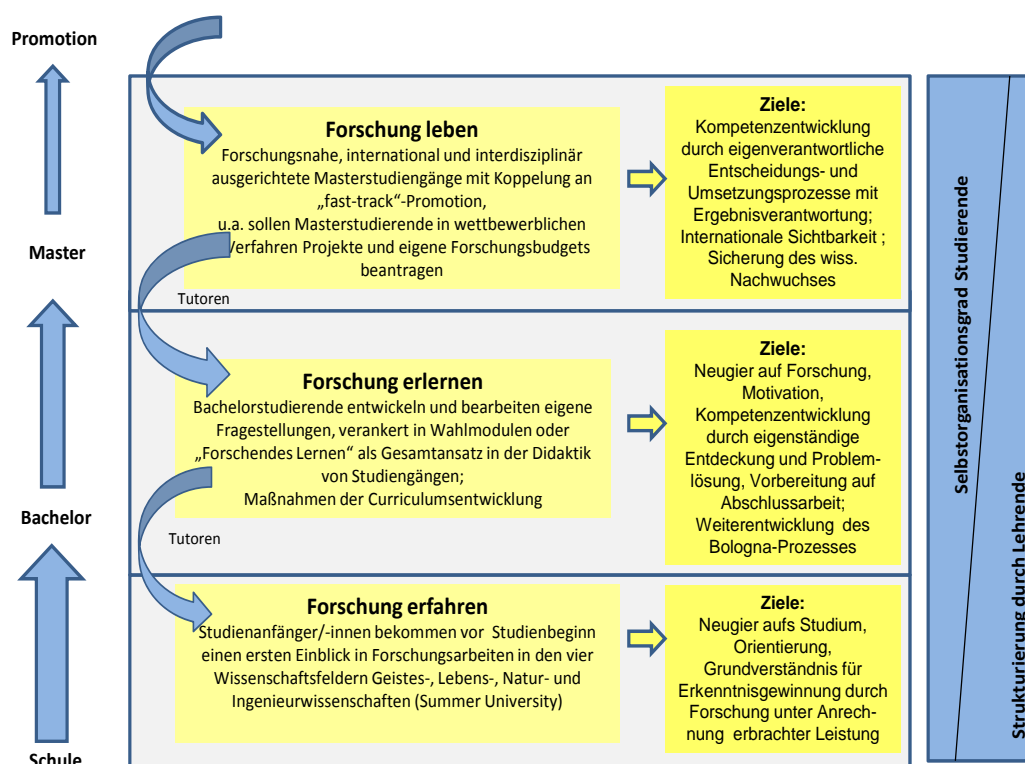 Promotion
Forschung leben
Forschungsnahe, international und interdisziplinär
ausgerichtete Masterstudiengänge mit Koppelung an
„fast-track“-Promotion,
u.a. sollen Masterstudierende in wettbewerblichen
Verfahren Projekte und eigene Forschungsbudgets
beantragen
Ziele:
Kompetenzentwicklung
durch eigenverantwortliche
Entscheidungs- und
Umsetzungsprozesse mit
Ergebnisverantwortung;
Internationale Sichtbarkeit ;
Sicherung des wiss.
Nachwuchses
Master
Tutoren
Forschung erlernen
Bachelorstudierende entwickeln und bearbeiten eigene
Fragestellungen, verankert in Wahlmodulen oder
„Forschendes Lernen“ als Gesamtansatz in der Didaktik
von Studiengängen;
Maßnahmen der Curriculumsentwicklung
Ziele:
Neugier auf Forschung,
Motivation,
Kompetenzentwicklung
durch eigenständige
Entdeckung und Problem-
lösung, Vorbereitung auf
Abschlussarbeit;
Weiterentwicklung des
Bologna-Prozesses
Bachelor
Tutoren
Forschung erfahren
Studienanfänger/-innen bekommen vor Studienbeginn
einen ersten Einblick in Forschungsarbeiten in den vier
Wissenschaftsfeldern Geistes-, Lebens-, Natur- und
Ingenieurwissenschaften (Summer University)
Ziele:
Neugier aufs Studium,
Orientierung,
Grundverständnis für
Erkenntnisgewinnung durch
Forschung unter Anrech-
nung erbrachter Leistung
Schule
Selbstorganisationsgrad Studierende
Strukturierung durch Lehrende